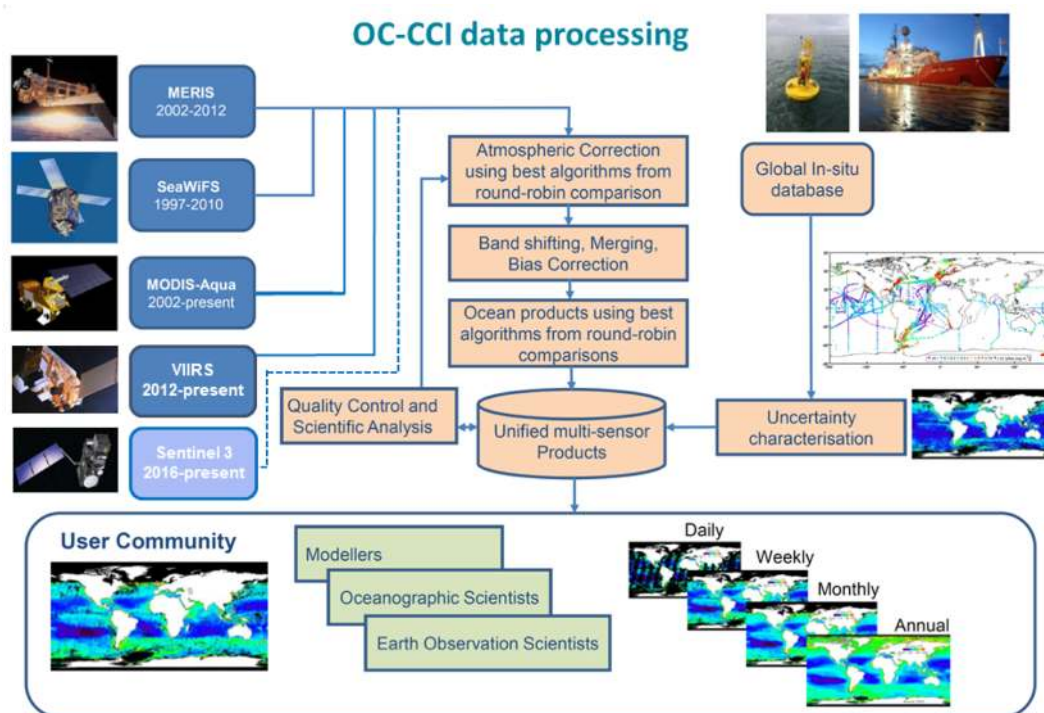 OC-CCI data processing
MERIS
2002-2012
SeaWiFS
1997-2010
MODIS-Aqua
2002-present
VIIRS
2012-present
Sentinel 3
2016-present
Atmospheric Correction
using best algorithms from
round-robin comparison
Band shifting, Merging,
Bias Correction
Ocean products using best
algorithms from round-robin
comparisons
Quality Control and
Scientific Analysis
Unified multi-sensor
Products
Global In-situ
database
Uncertainty
characterisation
User Community
Modellers
Oceanographic Scientists
Earth Observation Scientists
Daily
Weekly
Monthly
Annual